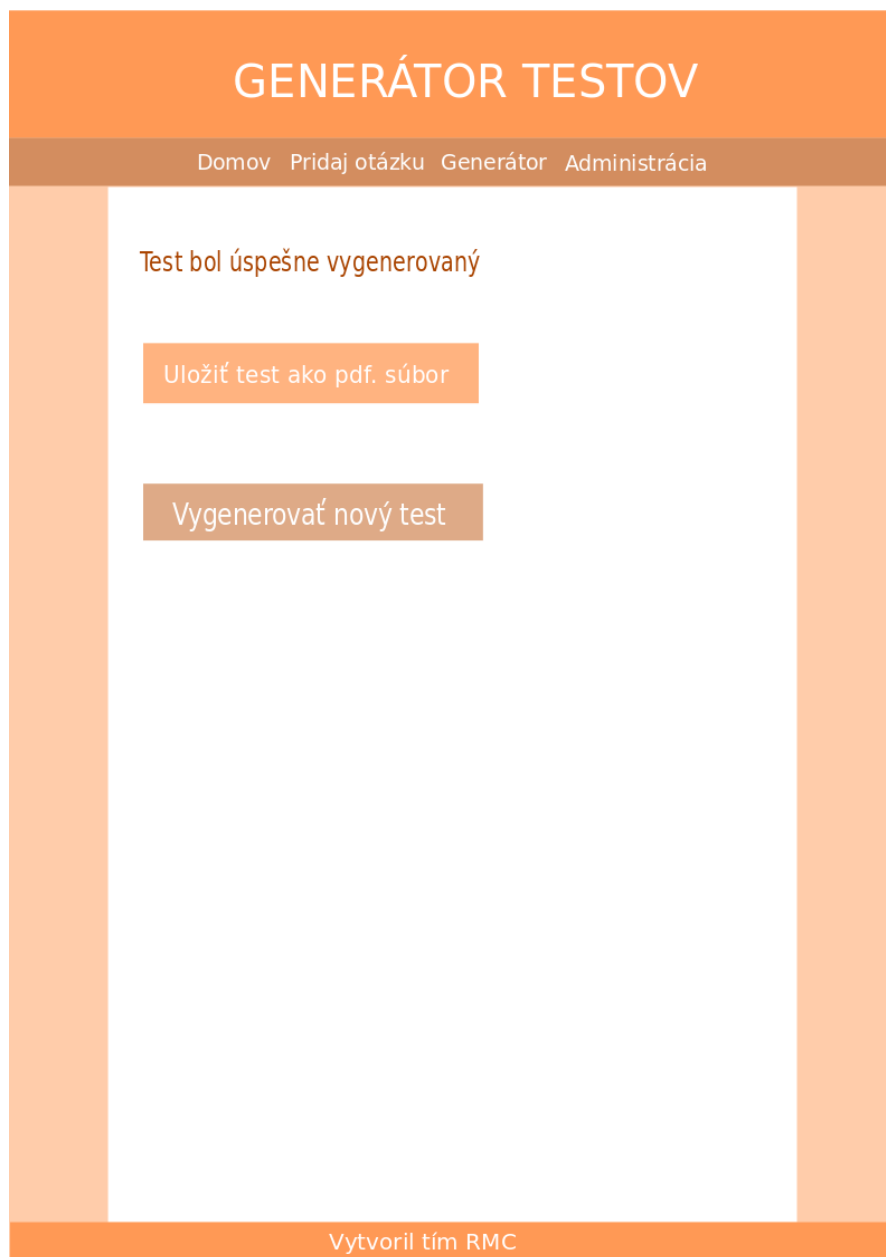 GENERÁTOR TESTOV
Domov Pridaj otázku Generátor Administrácia
Test bol úspešne vygenerovaný
Uložiť test ako pdf. súbor
Vygenerovať nový test
Vytvoril tím RMC